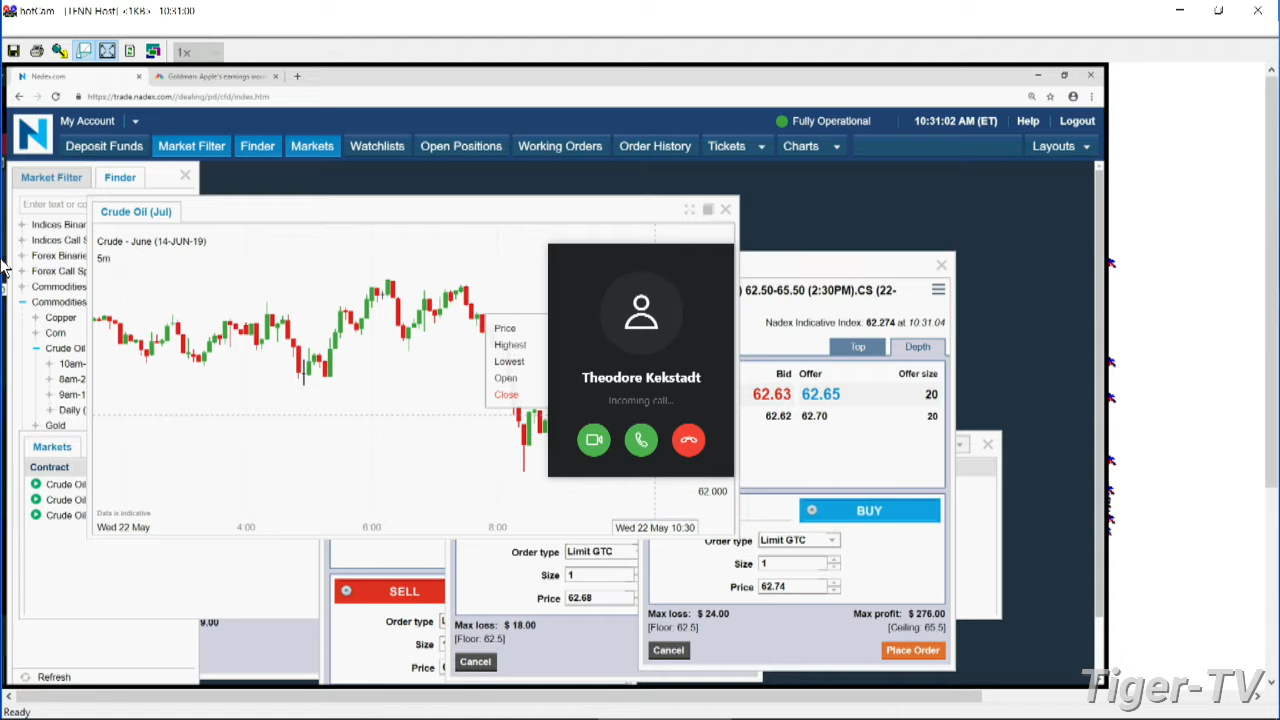 hotCam [TFNN Host] <1KB> 10:31:00
1x
Nadex.com
Goldman: Apple's earnings wou
https://trade.nadex.com//dealing/pd/cfd/index.htm
N
My Account
Fully Operational
10:31:02 AM (ET)
Help
Logout
Deposit Funds
Market Filter
Finder
Markets
Watchlists
Open Positions
Working Orders
Order History
Tickets
Charts
Layouts
Market Filter
Finder
Enter text or co
Indices Binar
Indices Call S
Forex Binarie
Forex Call Sp
Commodities
Commodities
Copper
Corn
Crude Oil
10am-
8am-2
9am-2
Daily (
Gold
Markets
Contract
Crude Oil
Crude Oil
Crude Oil
Refresh
Crude Oil (Jul)
Crude - June (14-JUN-19)
5m
Price
Highest
Lowest
Open
Close
62.000
Data is indicative
Wed 22 May
4:00
6:00
8:00
Wed 22 May 10:30
Theodore Kekstadt
Incoming call...
) 62.50-65.50 (2:30PM).CS (22-
Nadex Indicative Index: 62.274 at 10:31:04
Top
Depth
Bid Offer Offer size
62.63 62.65 20
62.62 62.70 20
BUY
Order type Limit GTC
Size 1
Price 62.74
Max loss: $ 24.00 Max profit: $ 276.00
[Floor: 62.5] [Ceiling: 65.5]
Cancel
Place Order
Order type Limit GTC
Size 1
Price 62.68
Max loss: $ 18.00
[Floor: 62.5]
Cancel
SELL
Order type L
Size
Price
9.00
Tiger-TV
Ready